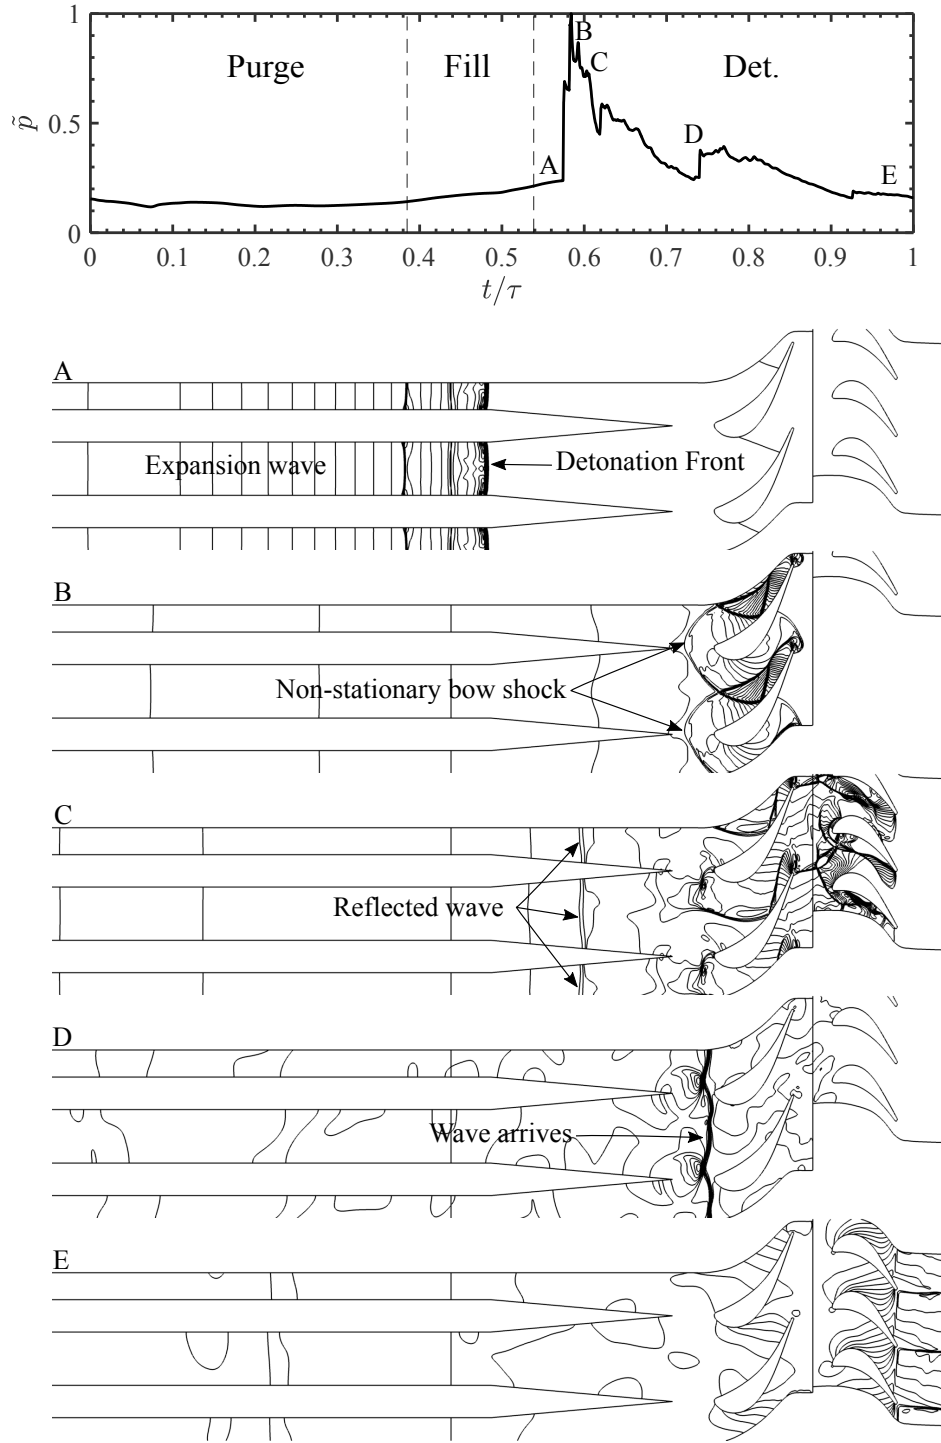 1
Purge
Fill
Det.
B
C
p̃
0.5
D
A
E
0
0
0.1
0.2
0.3
0.4
0.5
0.6
0.7
0.8
0.9
1
t/τ
A
Expansion wave
Detonation Front
B
Non-stationary bow shock
C
Reflected wave
D
Wave arrives
E